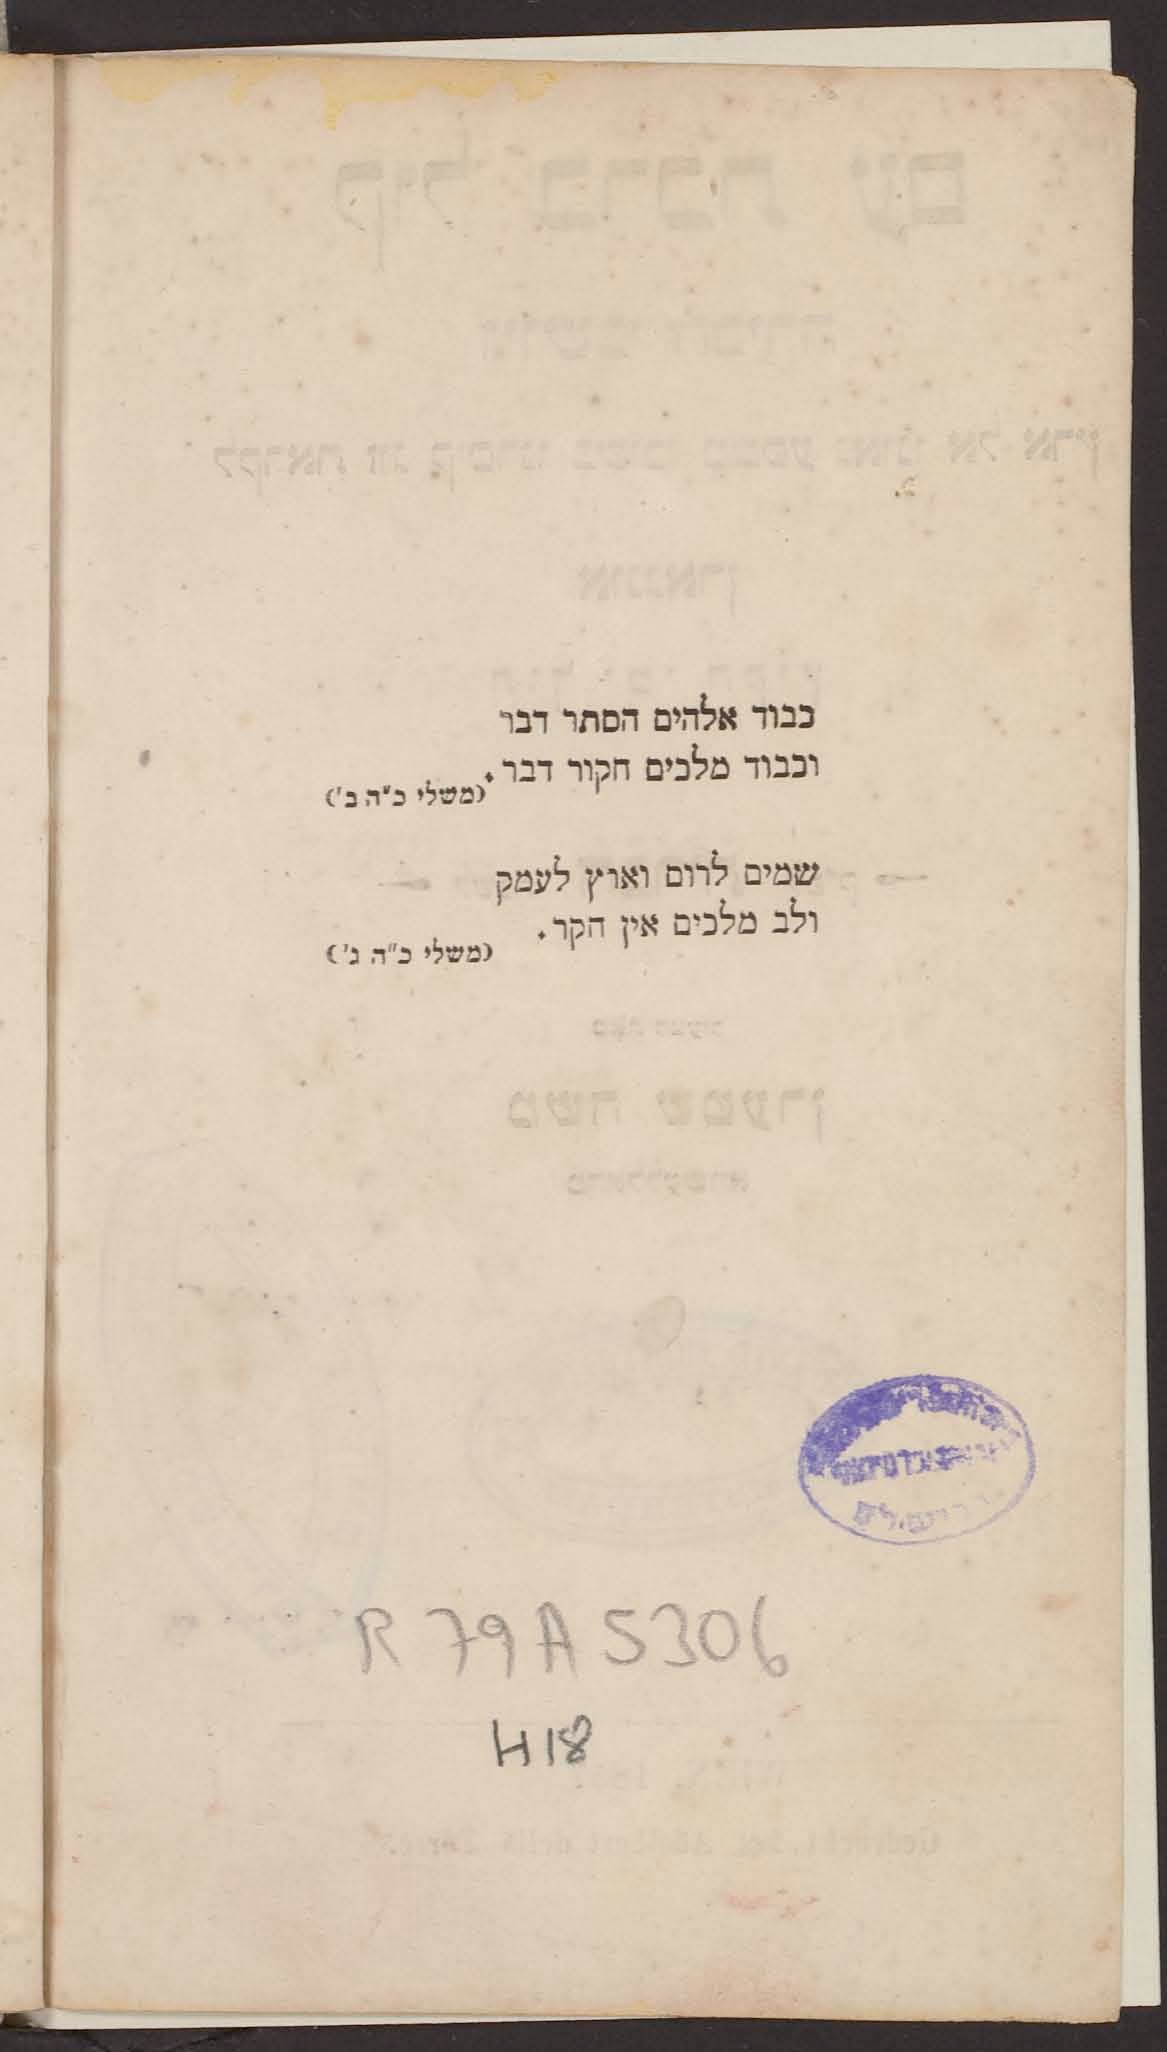 כבוד אלהים הסתר דבר
וכבוד מלכים חקור דבר.
(משלי כ"ה ב')
שמים לרום וארץ לעמק
ולב מלכים אין חקר.
(משלי כ"ה ג')
R 79 A 5306
H 18